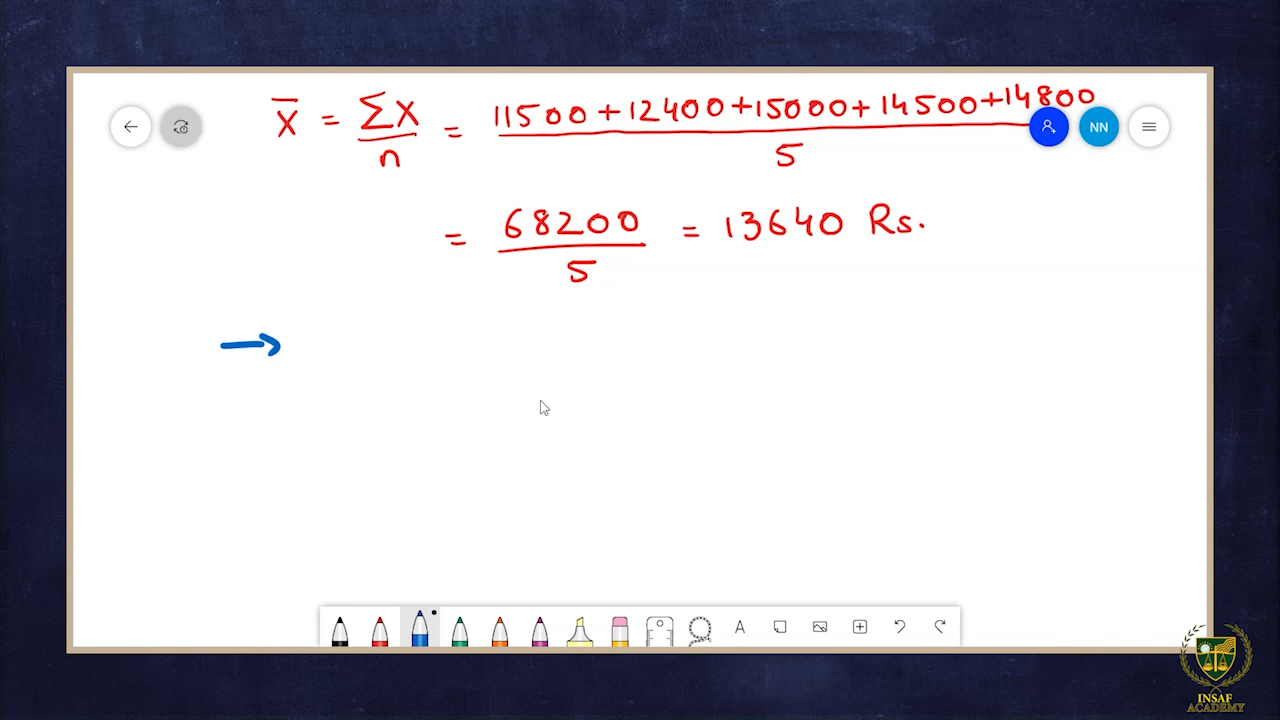 X̄ = ΣX / n = 11500 + 12400 + 15000 + 14500 + 14800 / 5
= 68200 / 5 = 13640 Rs.
NN
A
INSAF
ACADEMY